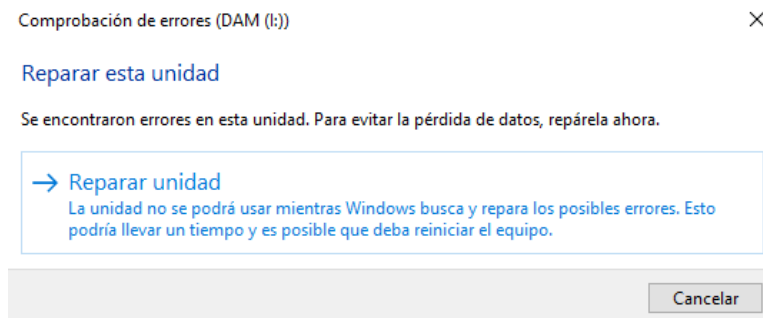 Comprobación de errores (DAM (I:))
Reparar esta unidad
Se encontraron errores en esta unidad. Para evitar la pérdida de datos, repárela ahora.
Reparar unidad
La unidad no se podrá usar mientras Windows busca y repara los posibles errores. Esto
podría llevar un tiempo y es posible que deba reiniciar el equipo.
Cancelar